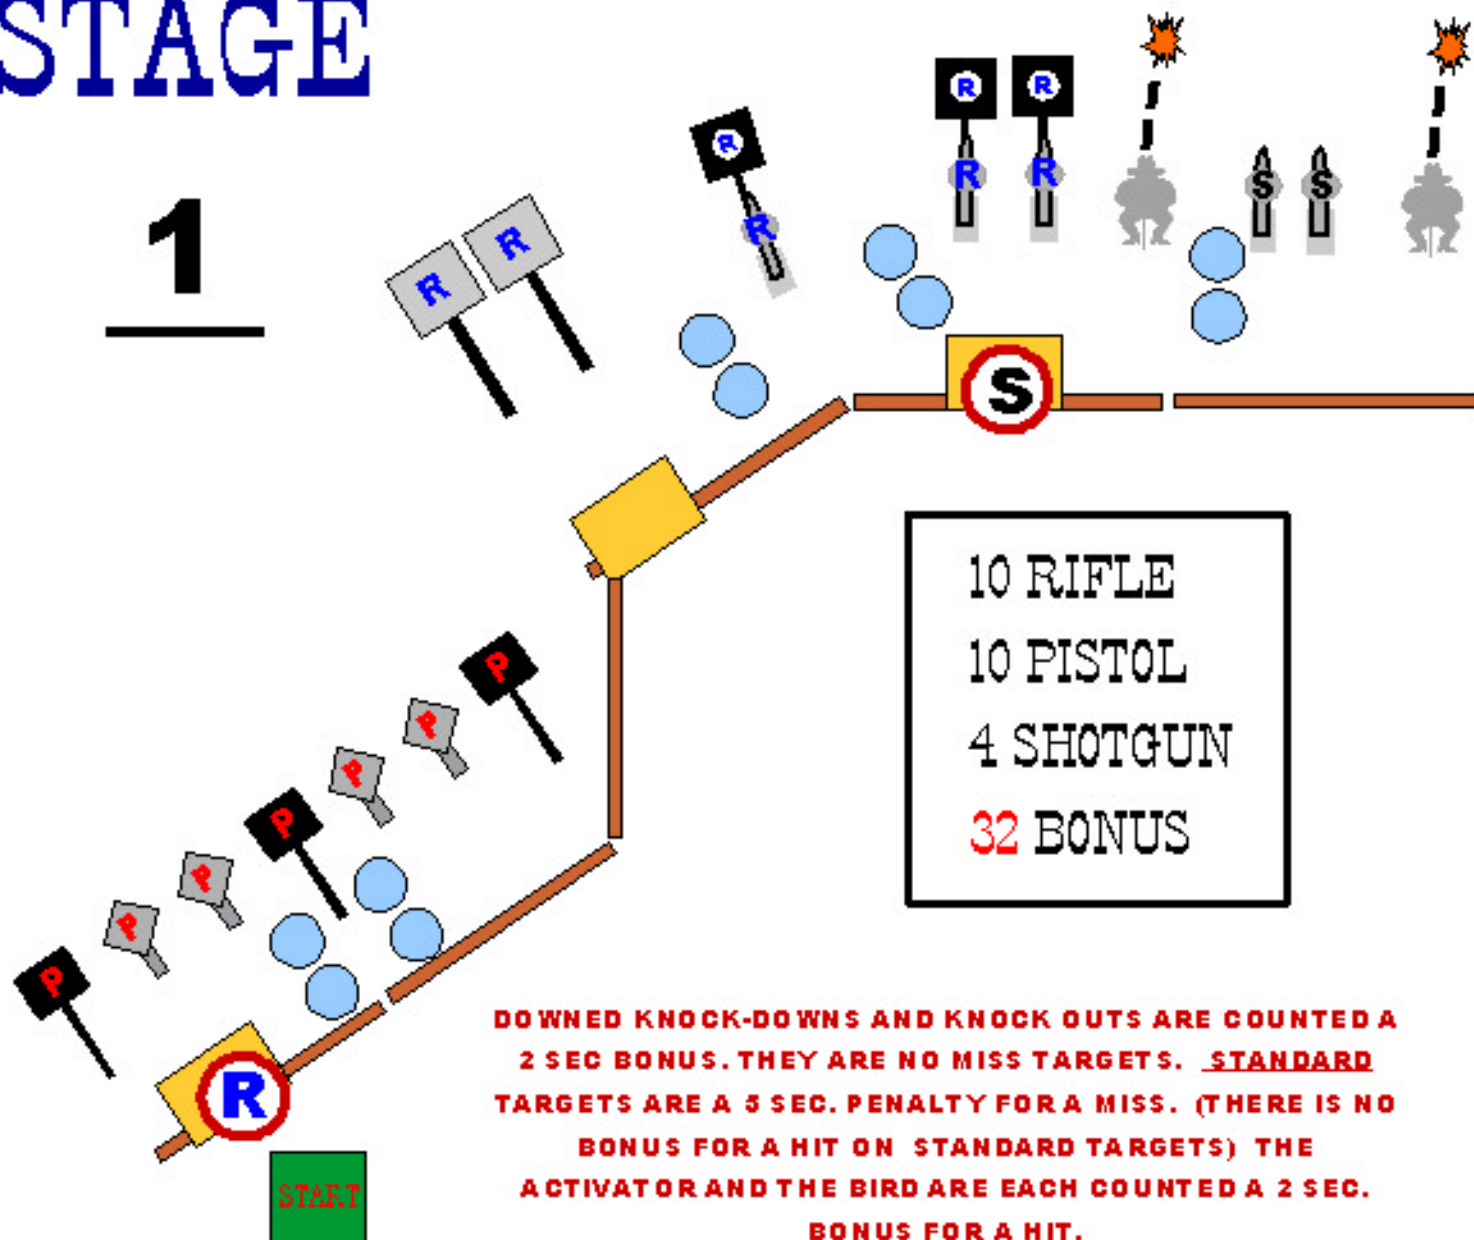 STAGE
1
R R
R
R
R R
R R
S S
S
10 RIFLE
10 PISTOL
4 SHOTGUN
32 BONUS
P
P
P
P
P
P
P
R
START
DOWNED KNOCK-DOWNS AND KNOCK OUTS ARE COUNTED A
2 SEC BONUS. THEY ARE NO MISS TARGETS. STANDARD
TARGETS ARE A 5 SEC. PENALTY FOR A MISS. (THERE IS NO
BONUS FOR A HIT ON STANDARD TARGETS) THE
ACTIVATOR AND THE BIRD ARE EACH COUNTED A 2 SEC.
BONUS FOR A HIT.